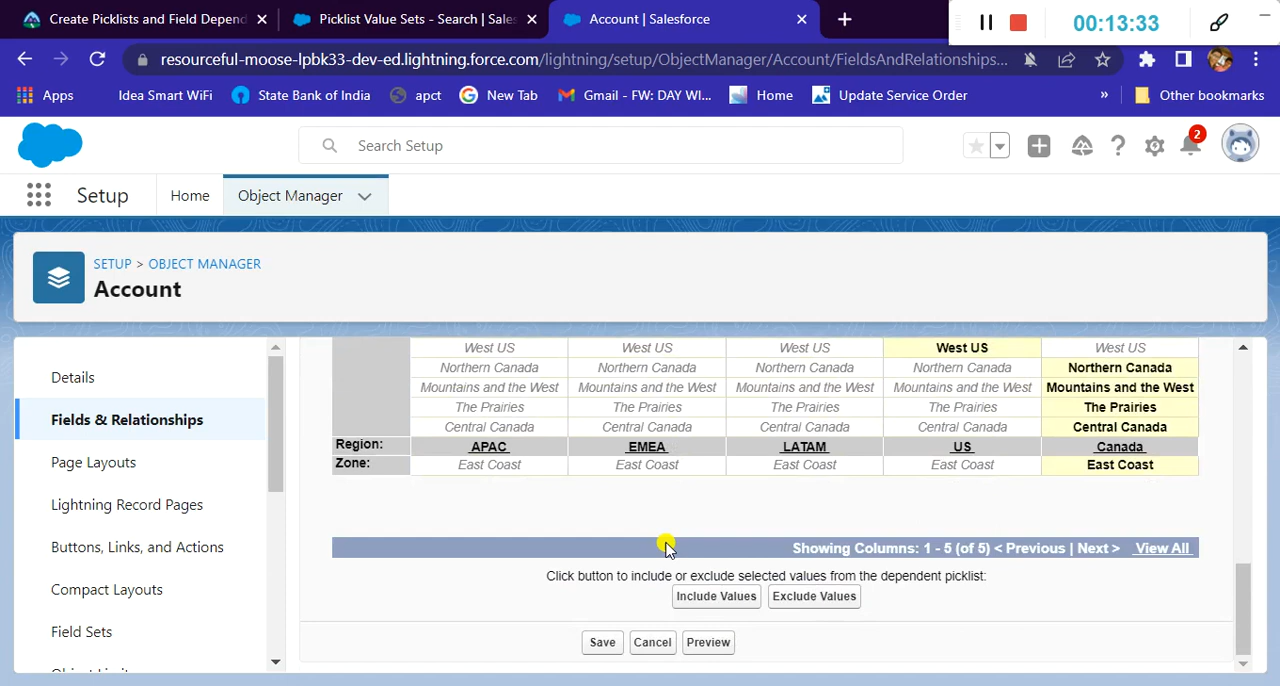 Create Picklists and Field Depend
Picklist Value Sets - Search | Sales
Account | Salesforce
00:13:33
resourceful-moose-lpbk33-dev-ed.lightning.force.com/lightning/setup/ObjectManager/Account/FieldsAndRelationships...
Apps
Idea Smart WiFi
State Bank of India
apct
New Tab
Gmail - FW: DAY WI...
Home
Update Service Order
»
Other bookmarks
Search Setup
2
Setup
Home
Object Manager
SETUP > OBJECT MANAGER
Account
Details
Fields & Relationships
Page Layouts
Lightning Record Pages
Buttons, Links, and Actions
Compact Layouts
Field Sets
West US West US West US West US West US
Northern Canada Northern Canada Northern Canada Northern Canada Northern Canada
Mountains and the West Mountains and the West Mountains and the West Mountains and the West Mountains and the West
The Prairies The Prairies The Prairies The Prairies The Prairies
Central Canada Central Canada Central Canada Central Canada Central Canada
Region: APAC EMEA LATAM US Canada
Zone: East Coast East Coast East Coast East Coast East Coast
Showing Columns: 1 - 5 (of 5) < Previous | Next > View All
Click button to include or exclude selected values from the dependent picklist:
Include Values Exclude Values
Save Cancel Preview